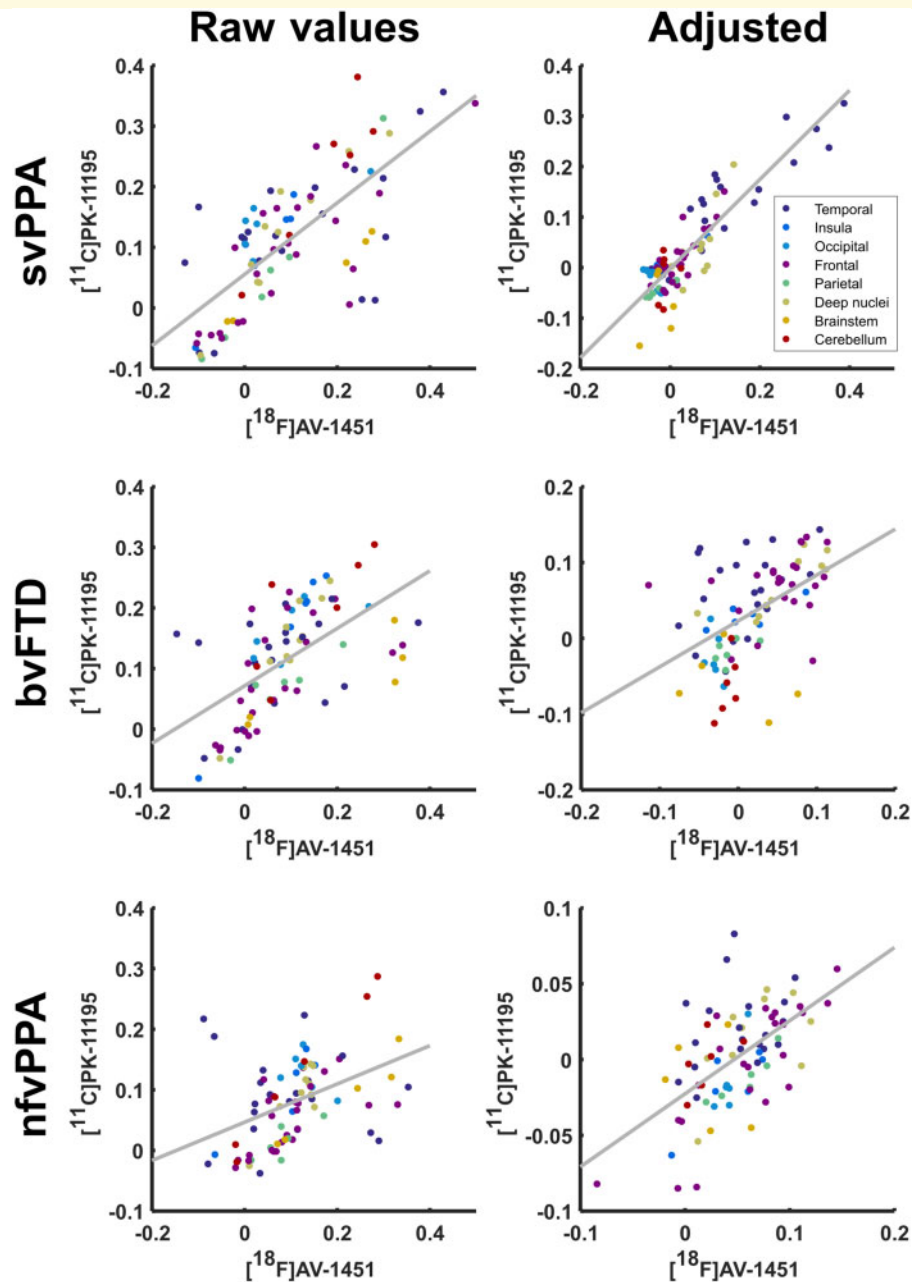 Raw values
Adjusted
svPPA
0.4
0.3
0.2
0.1
0
-0.1
[¹¹C]PK-11195
-0.2
0
0.2
0.4
[¹⁸F]AV-1451
0.4
0.3
0.2
0.1
0
-0.1
-0.2
[¹¹C]PK-11195
-0.2
0
0.2
0.4
[¹⁸F]AV-1451
Temporal
Insula
Occipital
Frontal
Parietal
Deep nuclei
Brainstem
Cerebellum
bvFTD
0.4
0.3
0.2
0.1
0
-0.1
[¹¹C]PK-11195
-0.2
0
0.2
0.4
[¹⁸F]AV-1451
0.2
0.1
0
-0.1
-0.2
[¹¹C]PK-11195
-0.2
-0.1
0
0.1
0.2
[¹⁸F]AV-1451
nfvPPA
0.4
0.3
0.2
0.1
0
-0.1
[¹¹C]PK-11195
-0.2
0
0.2
0.4
[¹⁸F]AV-1451
0.1
0.05
0
-0.05
-0.1
[¹¹C]PK-11195
-0.1
0
0.1
0.2
[¹⁸F]AV-1451